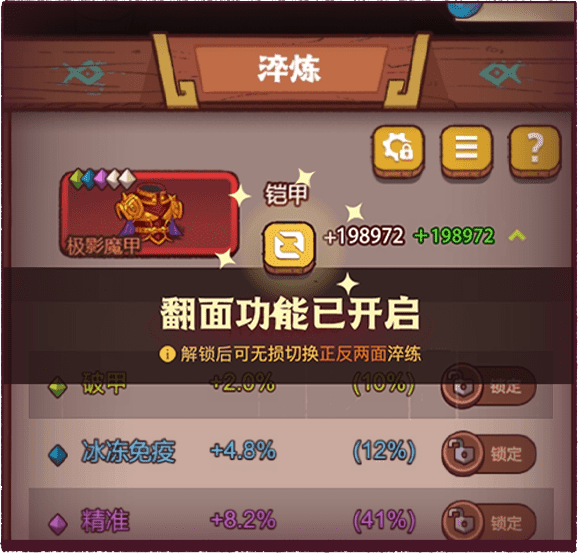 淬炼
?
极影魔甲
铠甲
+198972 +198972
翻面功能已开启
解锁后可无损切换正反两面淬练
破甲 +2.0% (10%) 锁定
冰冻免疫 +4.8% (12%) 锁定
精准 +8.2% (41%) 锁定